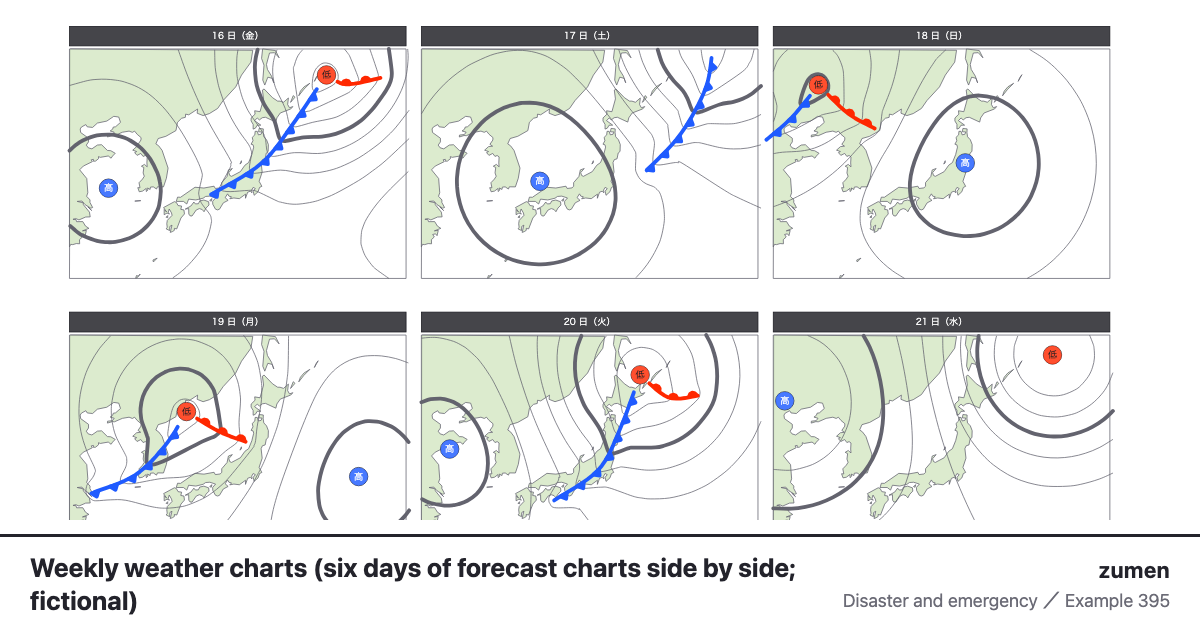 16日（金）
17日（土）
18日（日）
低
高
高
低
高
19日（月）
20日（火）
21日（水）
低
高
低
高
高
低
Weekly weather charts (six days of forecast charts side by side;
fictional)
zumen
Disaster and emergency ／ Example 395